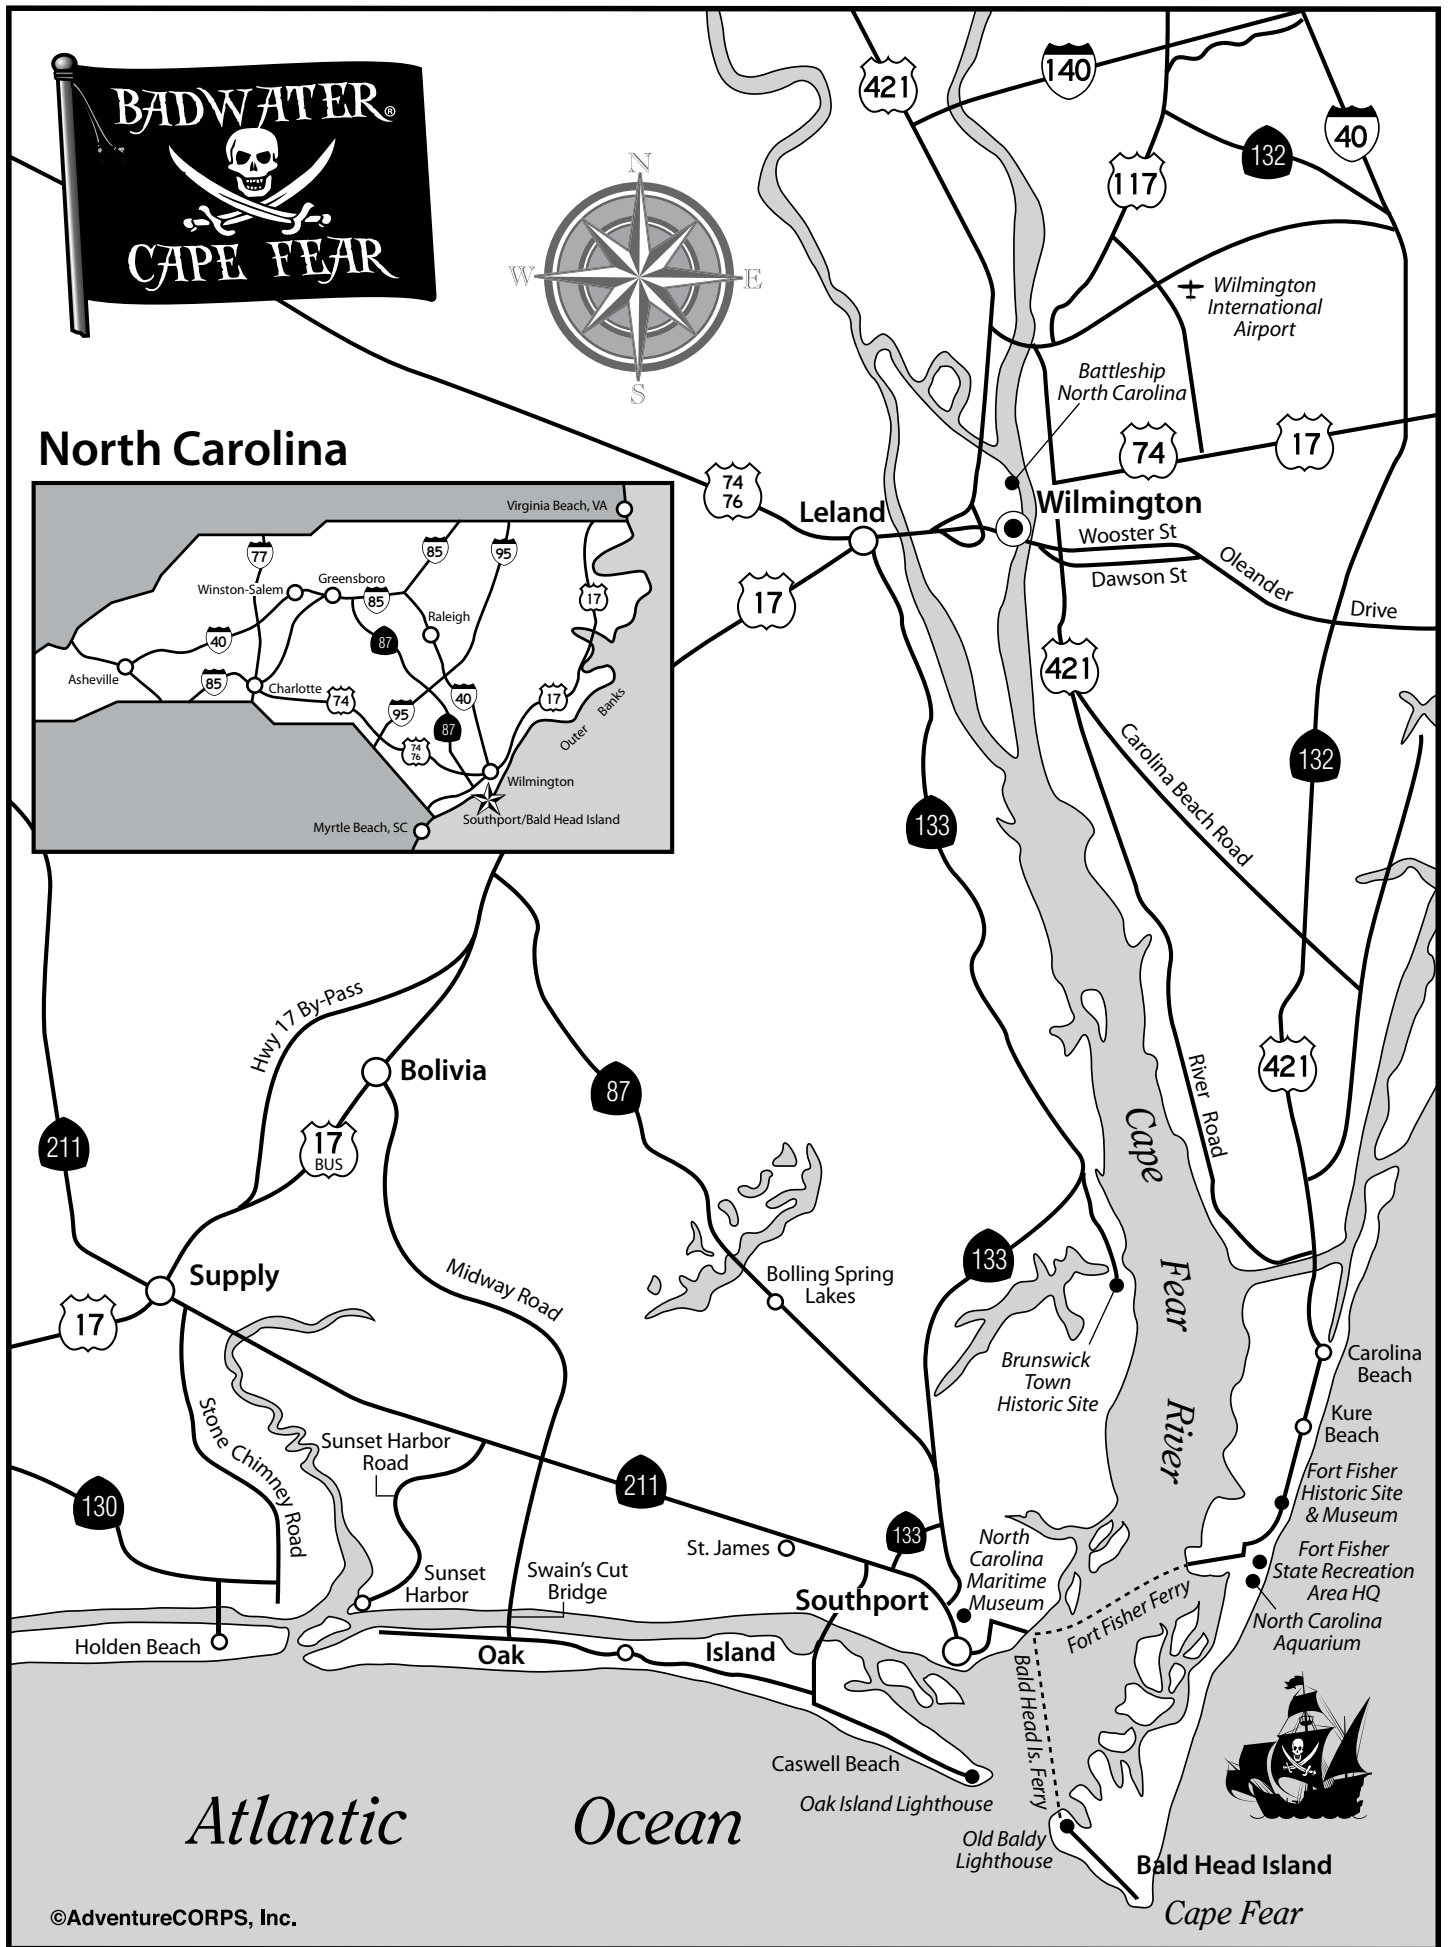 BADWATER®
CAPE FEAR
N
W
E
S
421
140
40
132
117
Wilmington
International
Airport
Battleship
North Carolina
74
17
74
76
Leland
Wilmington
Wooster St
Dawson St
Oleander
Drive
17
421
Carolina Beach Road
132
133
North Carolina
Virginia Beach, VA
77
85
95
Winston-Salem
Greensboro
85
17
Raleigh
87
40
Asheville
85
Charlotte
74
95
40
17
87
74
76
Outer
Banks
Wilmington
Southport/Bald Head Island
Myrtle Beach, SC
Hwy 17 By-Pass
Bolivia
87
17
BUS
211
River Road
421
Cape
Fear
River
Supply
17
Midway Road
Bolling Spring
Lakes
133
Brunswick
Town
Historic Site
Carolina
Beach
Kure
Beach
Fort Fisher
Historic Site
& Museum
Fort Fisher
State Recreation
Area HQ
North Carolina
Aquarium
Stone Chimney Road
Sunset Harbor
Road
130
211
St. James
133
North
Carolina
Maritime
Museum
Sunset
Harbor
Swain's Cut
Bridge
Southport
Fort Fisher Ferry
Holden Beach
Oak
Island
Bald Head Is. Ferry
Caswell Beach
Oak Island Lighthouse
Old Baldy
Lighthouse
Bald Head Island
Cape Fear
Atlantic
Ocean
©AdventureCORPS, Inc.